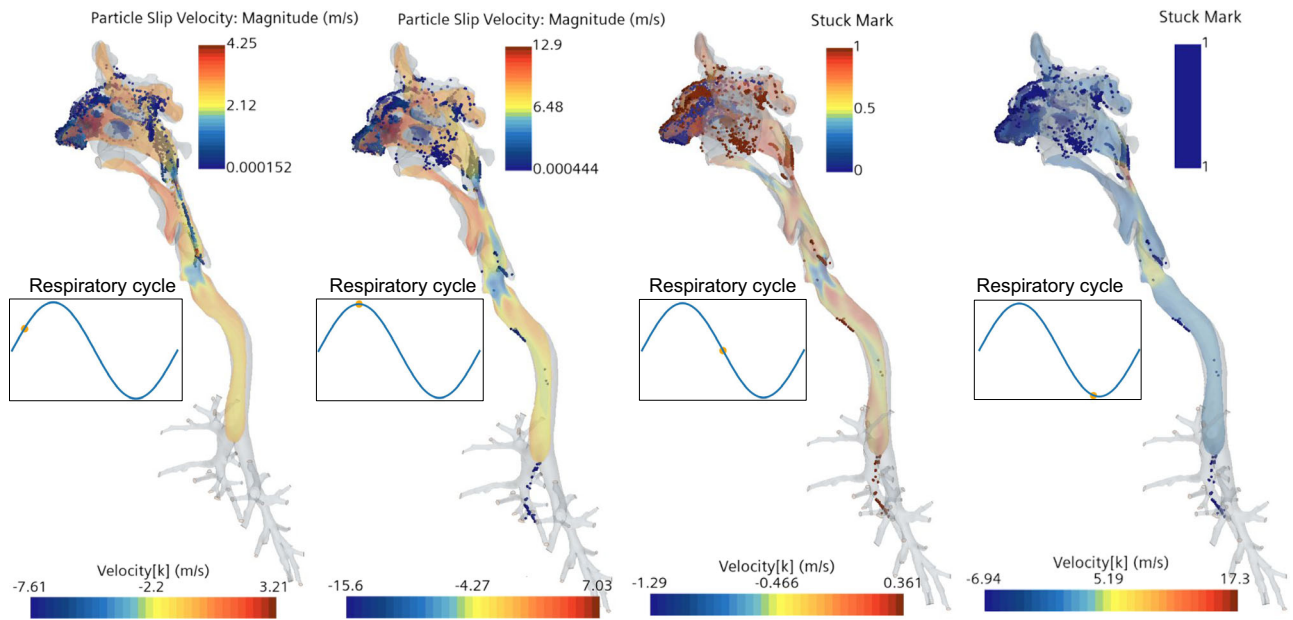 Particle Slip Velocity: Magnitude (m/s)
4.25
2.12
0.000152
Respiratory cycle
Velocity[k] (m/s)
-7.61
-2.2
3.21
Particle Slip Velocity: Magnitude (m/s)
12.9
6.48
0.000444
Respiratory cycle
Velocity[k] (m/s)
-15.6
-4.27
7.03
Stuck Mark
1
0.5
0
Respiratory cycle
Velocity[k] (m/s)
-1.29
-0.466
0.361
Stuck Mark
1
1
Respiratory cycle
Velocity[k] (m/s)
-6.94
5.19
17.3